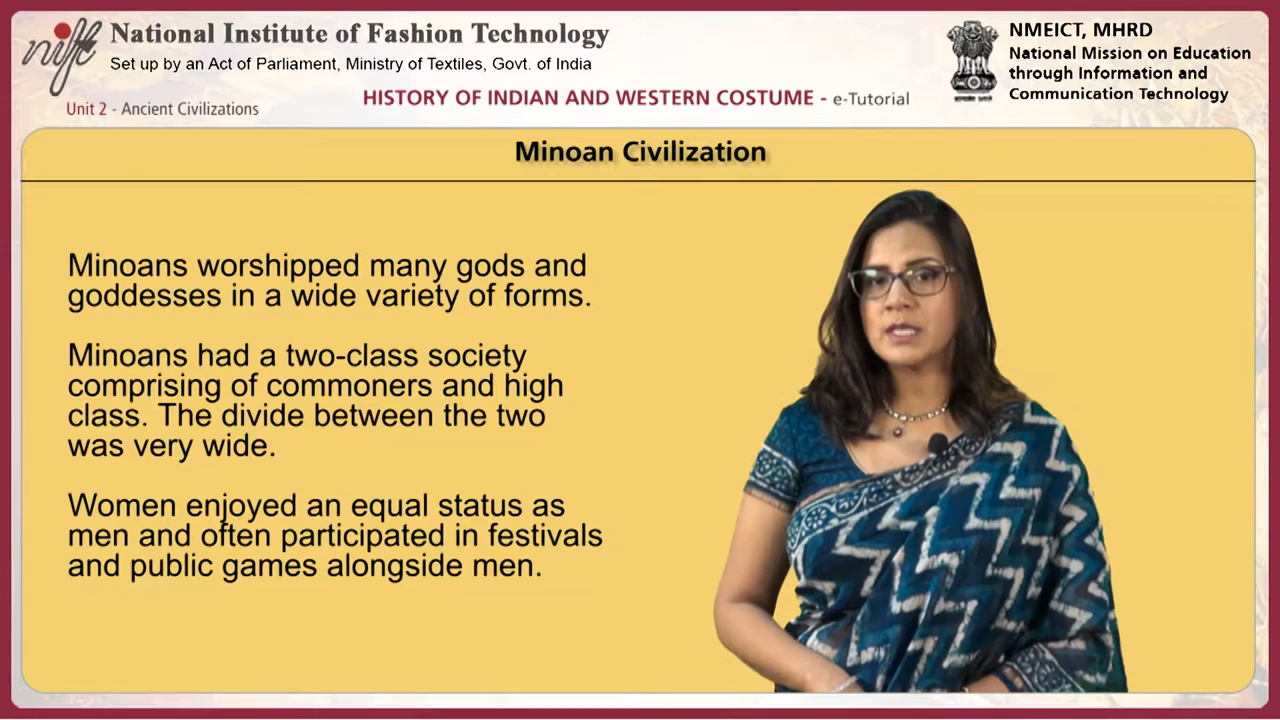 nift
National Institute of Fashion Technology
Set up by an Act of Parliament, Ministry of Textiles, Govt. of India
Unit 2 - Ancient Civilizations
HISTORY OF INDIAN AND WESTERN COSTUME - e-Tutorial
NMEICT, MHRD
National Mission on Education
through Information and
Communication Technology
Minoan Civilization
Minoans worshipped many gods and
goddesses in a wide variety of forms.
Minoans had a two-class society
comprising of commoners and high
class. The divide between the two
was very wide.
Women enjoyed an equal status as
men and often participated in festivals
and public games alongside men.